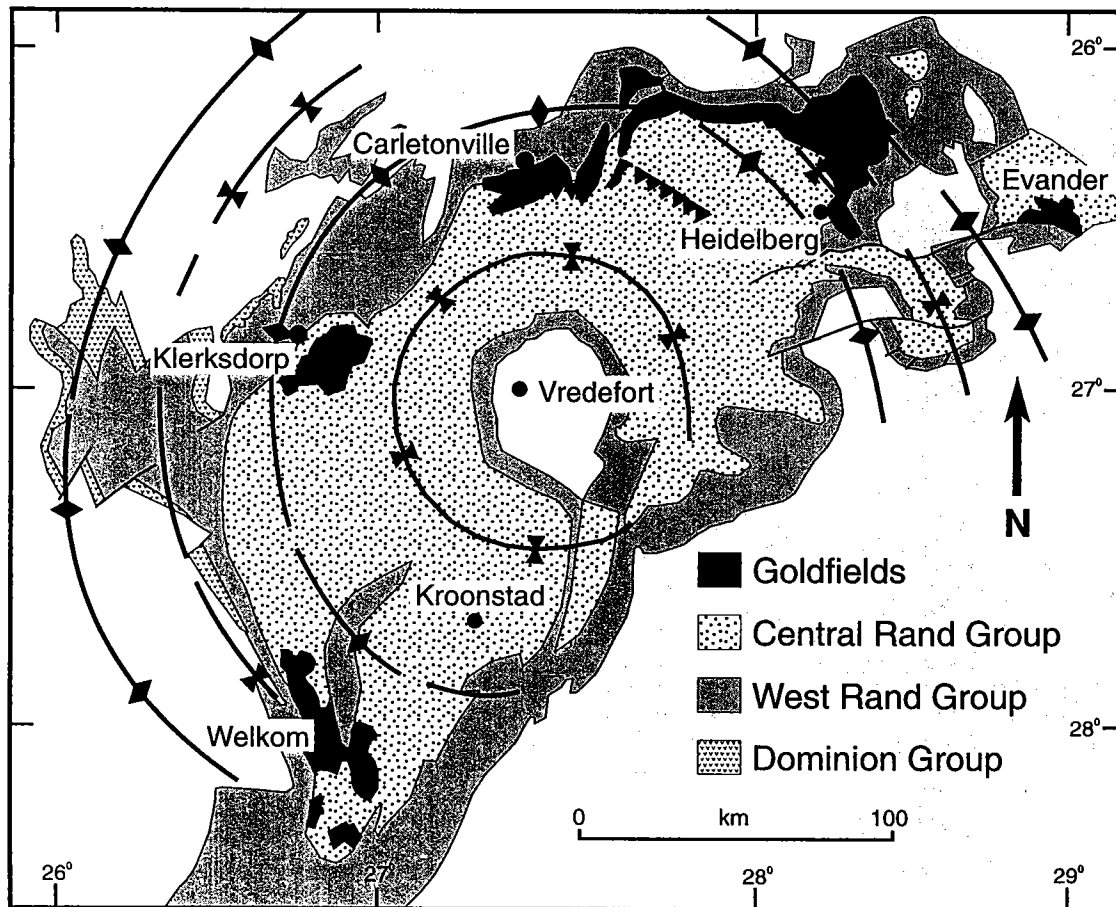 26°
Carletonville
Evander
Heidelberg
Klerksdorp
Vredefort
27°
N
Goldfields
Kroonstad
Central Rand Group
West Rand Group
28°
Welkom
Dominion Group
0 km 100
26° 27 28° 29°